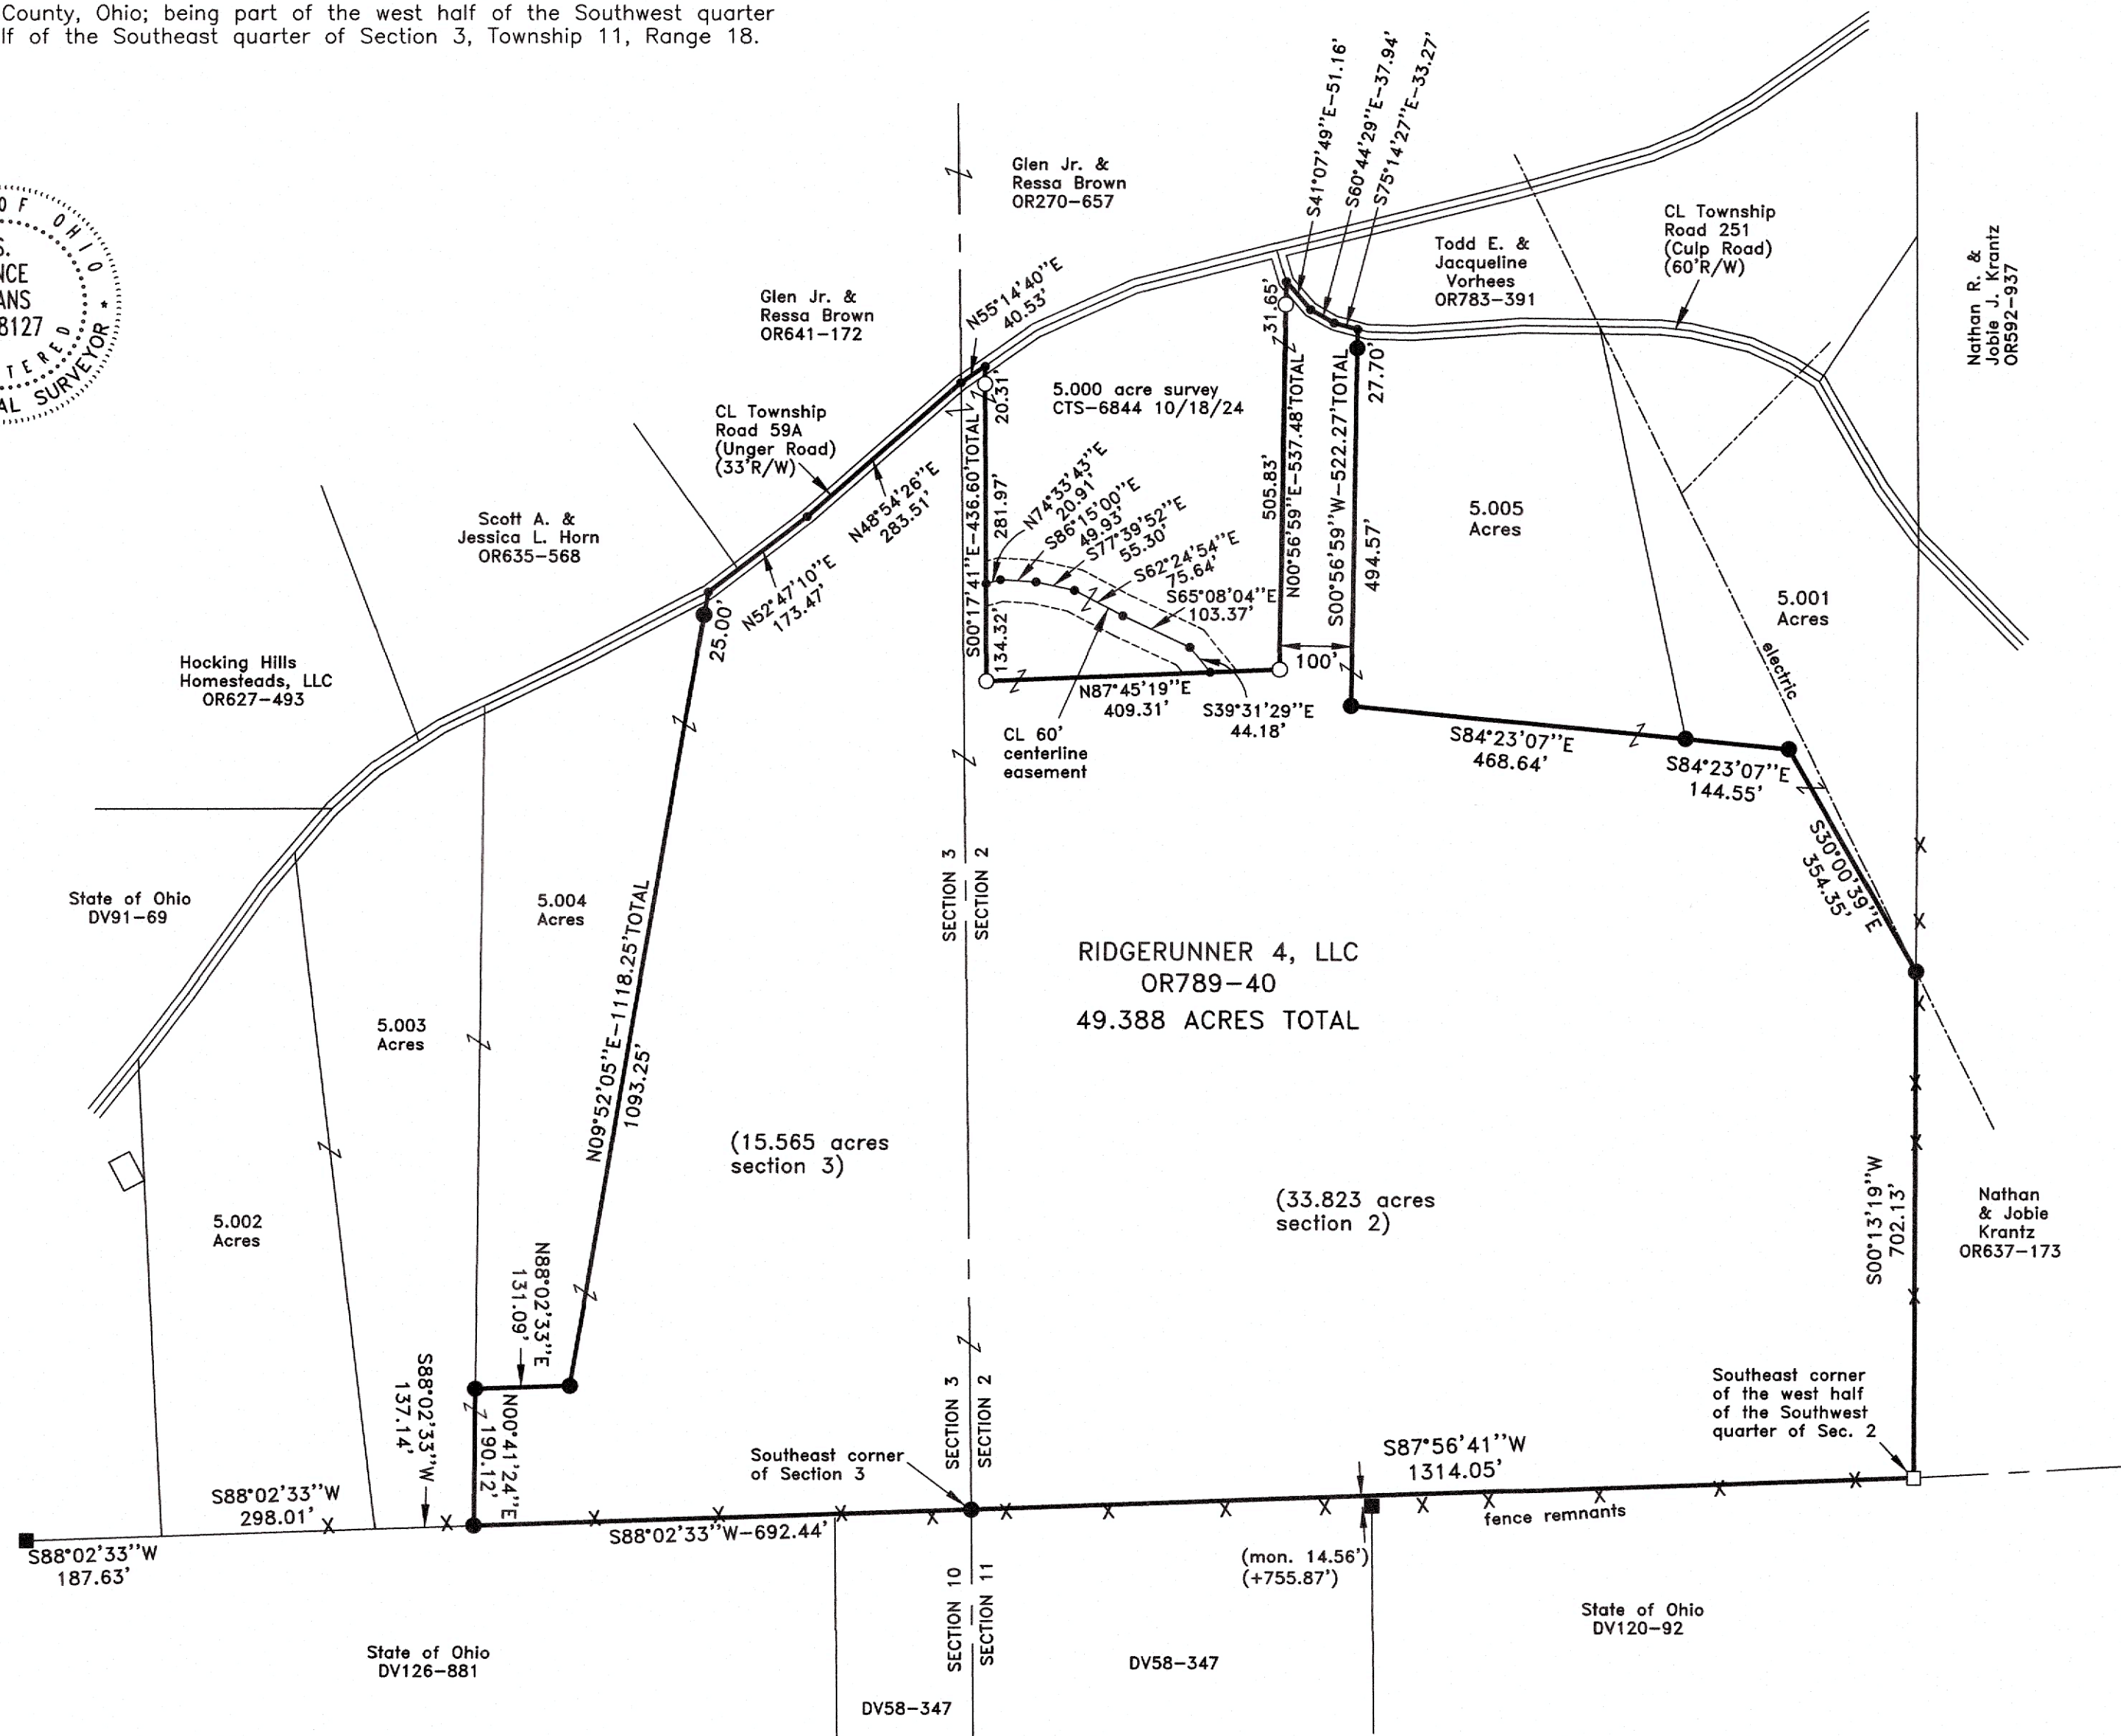 County, Ohio; being part of the west half of the Southwest quarter
lf of the Southeast quarter of Section 3, Township 11, Range 18.
OF OHIO
S.
NCE
ANS
8127
TERED
AL SURVEYOR
Glen Jr. &
Ressa Brown
OR270-657
S41°07'49"E-51.16'
S60°44'29"E-37.94'
S75°14'27"E-33.27'
Todd E. &
Jacqueline
Vorhees
OR783-391
CL Township
Road 251
(Culp Road)
(60'R/W)
Nathan R. &
Jobie J. Krantz
OR592-937
Glen Jr. &
Ressa Brown
OR641-172
N55°14'40"E
40.53'
20.31'
31.65'
27.70'
5.000 acre survey
CTS-6844 10/18/24
CL Township
Road 59A
(Unger Road)
(33'R/W)
N48°54'26"E
283.51'
Scott A. &
Jessica L. Horn
OR635-568
N52°47'10"E
173.47'
25.00'
S00°17'41"E-436.60'TOTAL
281.97'
134.32'
N74°33'43"E
20.91'
S86°15'00"E
49.93'
S77°39'52"E
55.30'
S62°24'54"E
75.64'
S65°08'04"E
103.37'
505.83'
N00°56'59"E-537.48'TOTAL
S00°56'59"W-522.27'TOTAL
494.57'
5.005
Acres
5.001
Acres
electric
Hocking Hills
Homesteads, LLC
OR627-493
100'
N87°45'19"E
409.31'
S39°31'29"E
44.18'
CL 60'
centerline
easement
S84°23'07"E
468.64'
S84°23'07"E
144.55'
S30°00'39"E
354.35'
State of Ohio
DV91-69
5.004
Acres
SECTION 3
SECTION 2
RIDGERUNNER 4, LLC
OR789-40
49.388 ACRES TOTAL
5.003
Acres
N09°52'05"E-1118.25'TOTAL
1093.25'
(15.565 acres
section 3)
(33.823 acres
section 2)
5.002
Acres
S00°13'19"W
702.13'
Nathan
& Jobie
Krantz
OR637-173
N88°02'33"E
131.09'
S88°02'33"W
137.14'
N00°41'24"E
190.12'
SECTION 3
SECTION 2
Southeast corner
of Section 3
Southeast corner
of the west half
of the Southwest
quarter of Sec. 2
S87°56'41"W
1314.05'
S88°02'33"W
298.01'
S88°02'33"W-692.44'
fence remnants
S88°02'33"W
187.63'
(mon. 14.56')
(+755.87')
SECTION 10
SECTION 11
State of Ohio
DV120-92
State of Ohio
DV126-881
DV58-347
DV58-347